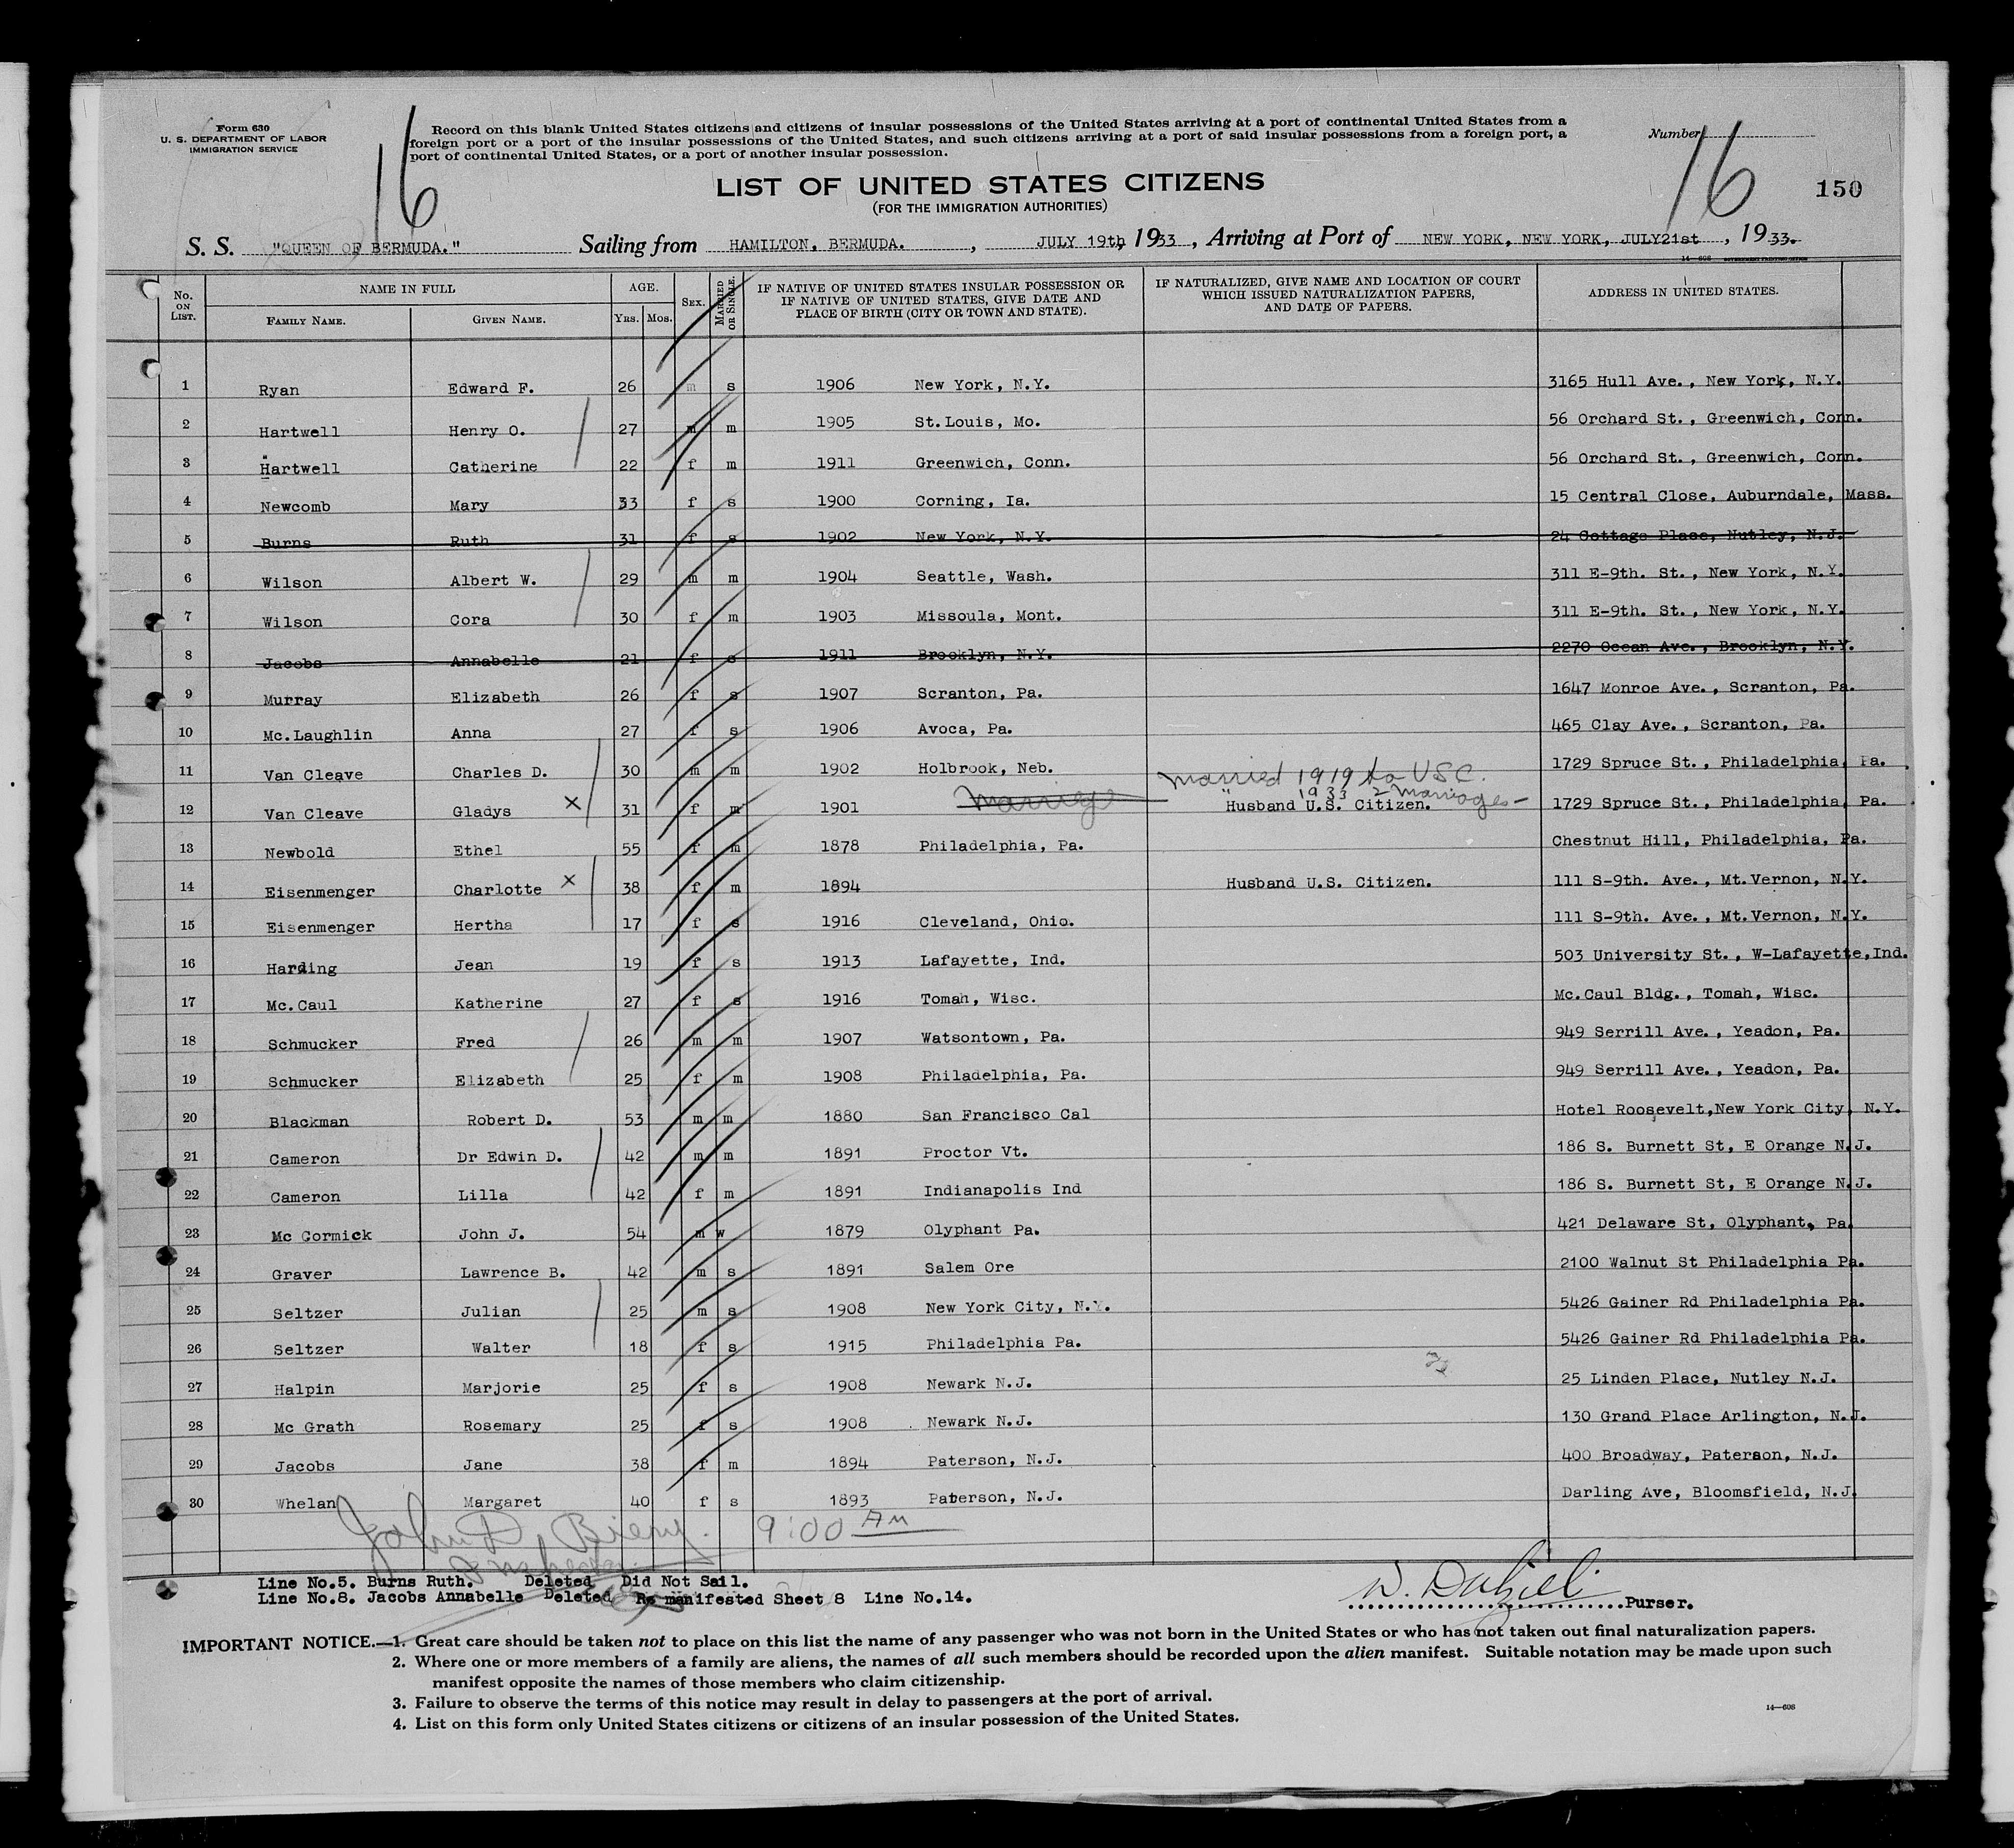 Form 630
U. S. DEPARTMENT OF LABOR
IMMIGRATION SERVICE
16
Record on this blank United States citizens and citizens of insular possessions of the United States arriving at a port of continental United States from a
foreign port or a port of the insular possessions of the United States, and such citizens arriving at a port of said insular possessions from a foreign port, a
port of continental United States, or a port of another insular possession.
Number
16
150
LIST OF UNITED STATES CITIZENS
(FOR THE IMMIGRATION AUTHORITIES)
S. S. "QUEEN OF BERMUDA." Sailing from HAMILTON, BERMUDA. , JULY 19th, 1933, Arriving at Port of NEW YORK, NEW YORK, JULY21st , 1933.
14—608 GOVERNMENT PRINTING OFFICE
No. ON LIST. NAME IN FULL FAMILY NAME. GIVEN NAME. AGE. YRS. MOS. SEX. MARRIED OR SINGLE. IF NATIVE OF UNITED STATES INSULAR POSSESSION OR IF NATIVE OF UNITED STATES, GIVE DATE AND PLACE OF BIRTH (CITY OR TOWN AND STATE). IF NATURALIZED, GIVE NAME AND LOCATION OF COURT WHICH ISSUED NATURALIZATION PAPERS, AND DATE OF PAPERS. ADDRESS IN UNITED STATES.
1 Ryan Edward F. 26 m s 1906 New York, N.Y. 3165 Hull Ave., New York, N.Y.
2 Hartwell Henry O. 27 m m 1905 St.Louis, Mo. 56 Orchard St., Greenwich, Conn.
3 Hartwell Catherine 22 f m 1911 Greenwich, Conn. 56 Orchard St., Greenwich, Conn.
4 Newcomb Mary 33 f s 1900 Corning, Ia. 15 Central Close, Auburndale, Mass.
5 Burns Ruth 31 f s 1902 New York, N.Y. 24 Cottage Place, Nutley, N.J.
6 Wilson Albert W. 29 m m 1904 Seattle, Wash. 311 E-9th. St., New York, N.Y.
7 Wilson Cora 30 f m 1903 Missoula, Mont. 311 E-9th. St., New York, N.Y.
8 Jacobs Annabelle 21 f s 1911 Brooklyn, N.Y. 2270 Ocean Ave., Brooklyn, N.Y.
9 Murray Elizabeth 26 f s 1907 Scranton, Pa. 1647 Monroe Ave., Scranton, Pa.
10 Mc.Laughlin Anna 27 f s 1906 Avoca, Pa. 465 Clay Ave., Scranton, Pa.
11 Van Cleave Charles D. 30 m m 1902 Holbrook, Neb. 1729 Spruce St., Philadelphia, Pa.
married 1919 to U.S.C.
" 1933 2 marriages —
12 Van Cleave Gladys x 31 f m 1901 Marriage Husband U.S. Citizen. 1729 Spruce St., Philadelphia, Pa.
13 Newbold Ethel 55 f m 1878 Philadelphia, Pa. Chestnut Hill, Philadelphia, Pa.
14 Eisenmenger Charlotte x 38 f m 1894 Husband U.S. Citizen. 111 S-9th. Ave., Mt.Vernon, N.Y.
15 Eisenmenger Hertha 17 f s 1916 Cleveland, Ohio. 111 S-9th. Ave., Mt.Vernon, N.Y.
16 Harding Jean 19 f s 1913 Lafayette, Ind. 503 University St., W-Lafayette,Ind.
17 Mc.Caul Katherine 27 f s 1916 Tomah, Wisc. Mc.Caul Bldg., Tomah, Wisc.
18 Schmucker Fred 26 m m 1907 Watsontown, Pa. 949 Serrill Ave., Yeadon, Pa.
19 Schmucker Elizabeth 25 f m 1908 Philadelphia, Pa. 949 Serrill Ave., Yeadon, Pa.
20 Blackman Robert D. 53 m m 1880 San Francisco Cal Hotel Roosevelt,New York City, N.Y.
21 Cameron Dr Edwin D. 42 m m 1891 Proctor Vt. 186 S. Burnett St, E Orange N.J.
22 Cameron Lilla 42 f m 1891 Indianapolis Ind 186 S. Burnett St, E Orange N.J.
23 Mc Cormick John J. 54 m w 1879 Olyphant Pa. 421 Delaware St, Olyphant, Pa
24 Graver Lawrence B. 42 m s 1891 Salem Ore 2100 Walnut St Philadelphia Pa.
25 Seltzer Julian 25 m s 1908 New York City, N.Y. 5426 Gainer Rd Philadelphia Pa.
26 Seltzer Walter 18 f s 1915 Philadelphia Pa. 5426 Gainer Rd Philadelphia Pa.
27 Halpin Marjorie 25 f s 1908 Newark N.J. 25 Linden Place, Nutley N.J.
28 Mc Grath Rosemary 25 f s 1908 Newark N.J. 130 Grand Place Arlington, N.J.
29 Jacobs Jane 38 f m 1894 Paterson, N.J. 400 Broadway, Paterson, N.J.
30 Whelan Margaret 40 f s 1893 Paterson, N.J. Darling Ave, Bloomsfield, N.J.
John D. Bieny. 9:00 AM
Inspector
Line No.5. Burns Ruth. Deleted Did Not Sail.
Line No.8. Jacobs Annabelle Deleted Re manifested Sheet 8 Line No.14.
W. Dalziel
Purser.
IMPORTANT NOTICE.—1. Great care should be taken not to place on this list the name of any passenger who was not born in the United States or who has not taken out final naturalization papers.
2. Where one or more members of a family are aliens, the names of all such members should be recorded upon the alien manifest. Suitable notation may be made upon such
manifest opposite the names of those members who claim citizenship.
3. Failure to observe the terms of this notice may result in delay to passengers at the port of arrival.
4. List on this form only United States citizens or citizens of an insular possession of the United States.
14—608